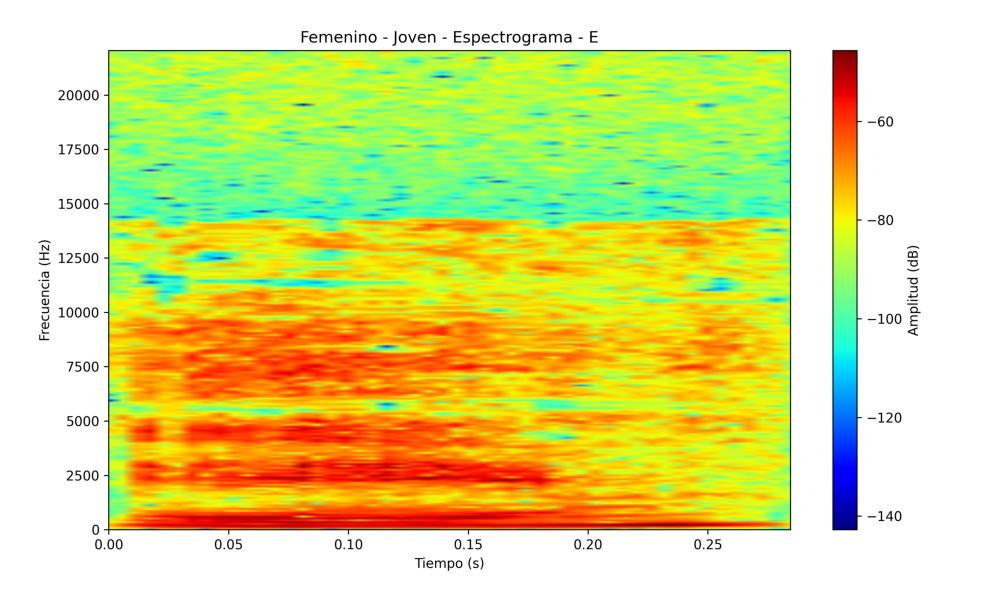 Femenino - Joven - Espectrograma - E
Frecuencia (Hz)
20000
17500
15000
12500
10000
7500
5000
2500
0
0.00 0.05 0.10 0.15 0.20 0.25
Tiempo (s)
−60
−80
−100
−120
−140
Amplitud (dB)